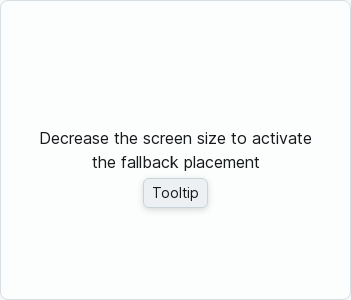 Decrease the screen size to activate
the fallback placement
Tooltip